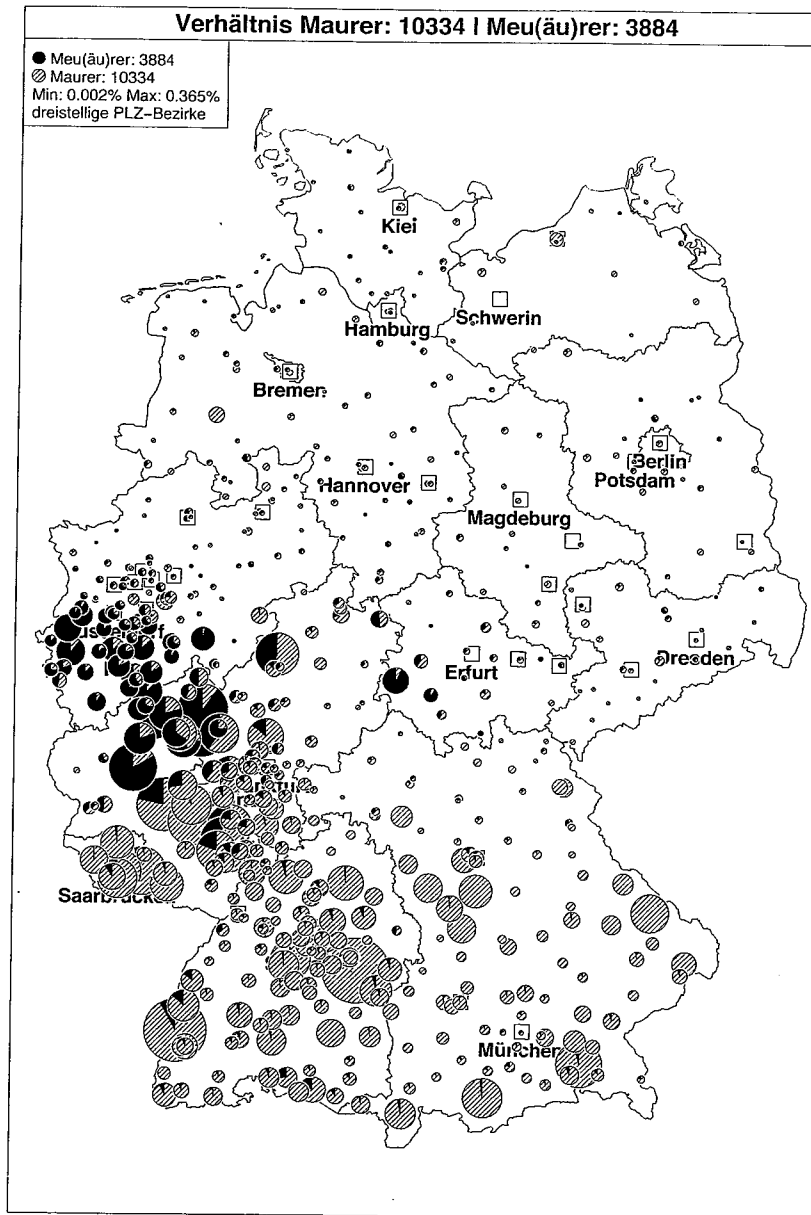 Verhältnis Maurer: 10334 | Meu(äu)rer: 3884
Meu(äu)rer: 3884
Maurer: 10334
Min: 0.002% Max: 0.365%
dreistellige PLZ-Bezirke
Kiel
Schwerin
Hamburg
Bremen
Berlin
Hannover
Potsdam
Magdeburg
Erfurt
Dresden
Saarbrücken
München